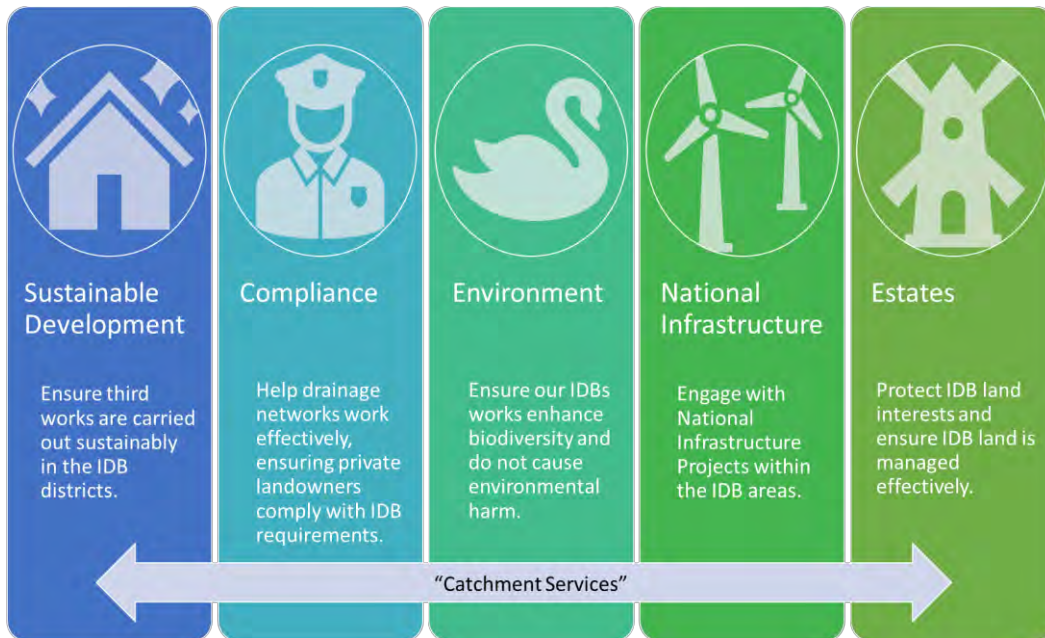 Sustainable
Development
Ensure third
works are carried
out sustainably
in the IDB
districts.
Compliance
Help drainage
networks work
effectively,
ensuring private
landowners
comply with IDB
requirements.
Environment
Ensure our IDBs
works enhance
biodiversity and
do not cause
environmental
harm.
National
Infrastructure
Engage with
National
Infrastructure
Projects within
the IDB areas.
Estates
Protect IDB land
interests and
ensure IDB land is
managed
effectively.
“Catchment Services”